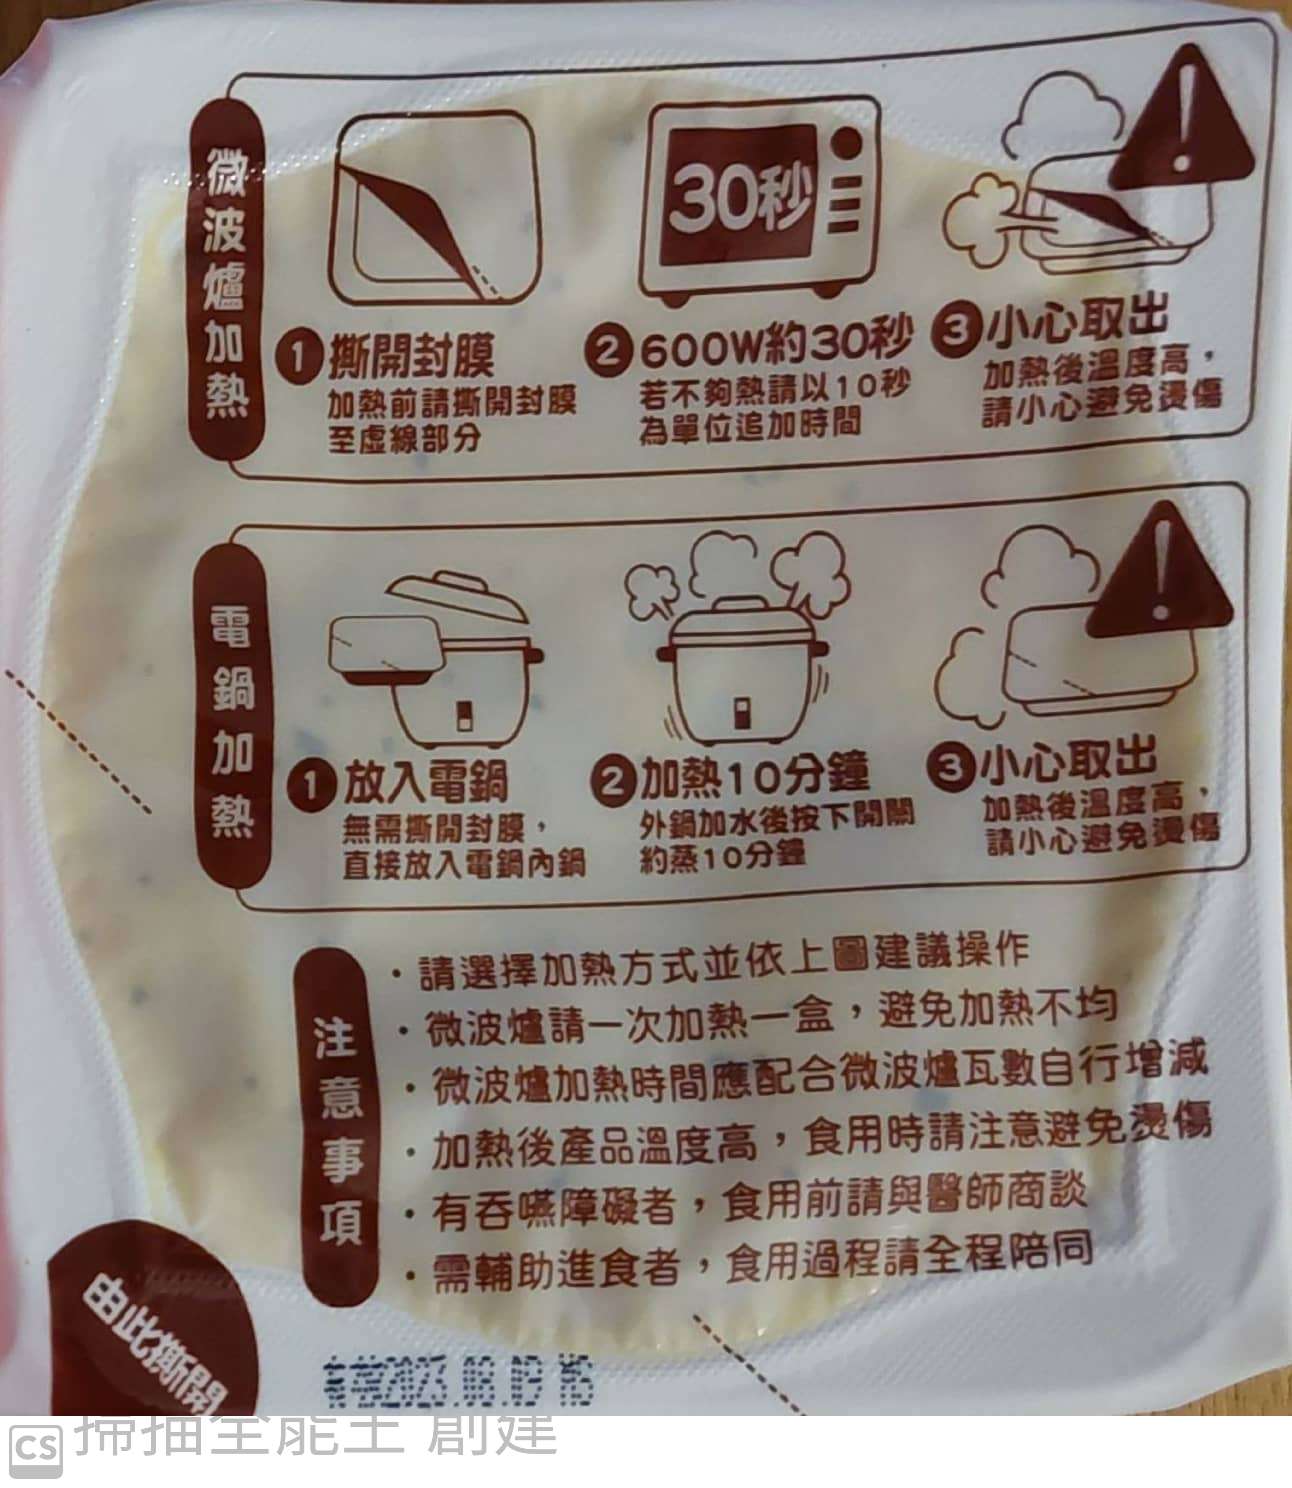 微波爐加熱
30秒
1 撕開封膜
加熱前請撕開封膜
至虛線部分
2 600W約30秒
若不夠熱請以10秒
為單位追加時間
3 小心取出
加熱後溫度高，
請小心避免燙傷
電鍋加熱
1 放入電鍋
無需撕開封膜，
直接放入電鍋內鍋
2 加熱10分鐘
外鍋加水後按下開關
約蒸10分鐘
3 小心取出
加熱後溫度高，
請小心避免燙傷
注意事項
・請選擇加熱方式並依上圖建議操作
・微波爐請一次加熱一盒，避免加熱不均
・微波爐加熱時間應配合微波爐瓦數自行增減
・加熱後產品溫度高，食用時請注意避免燙傷
・有吞嚥障礙者，食用前請與醫師商談
・需輔助進食者，食用過程請全程陪同
由此撕開
CS 掃描全能王 創建